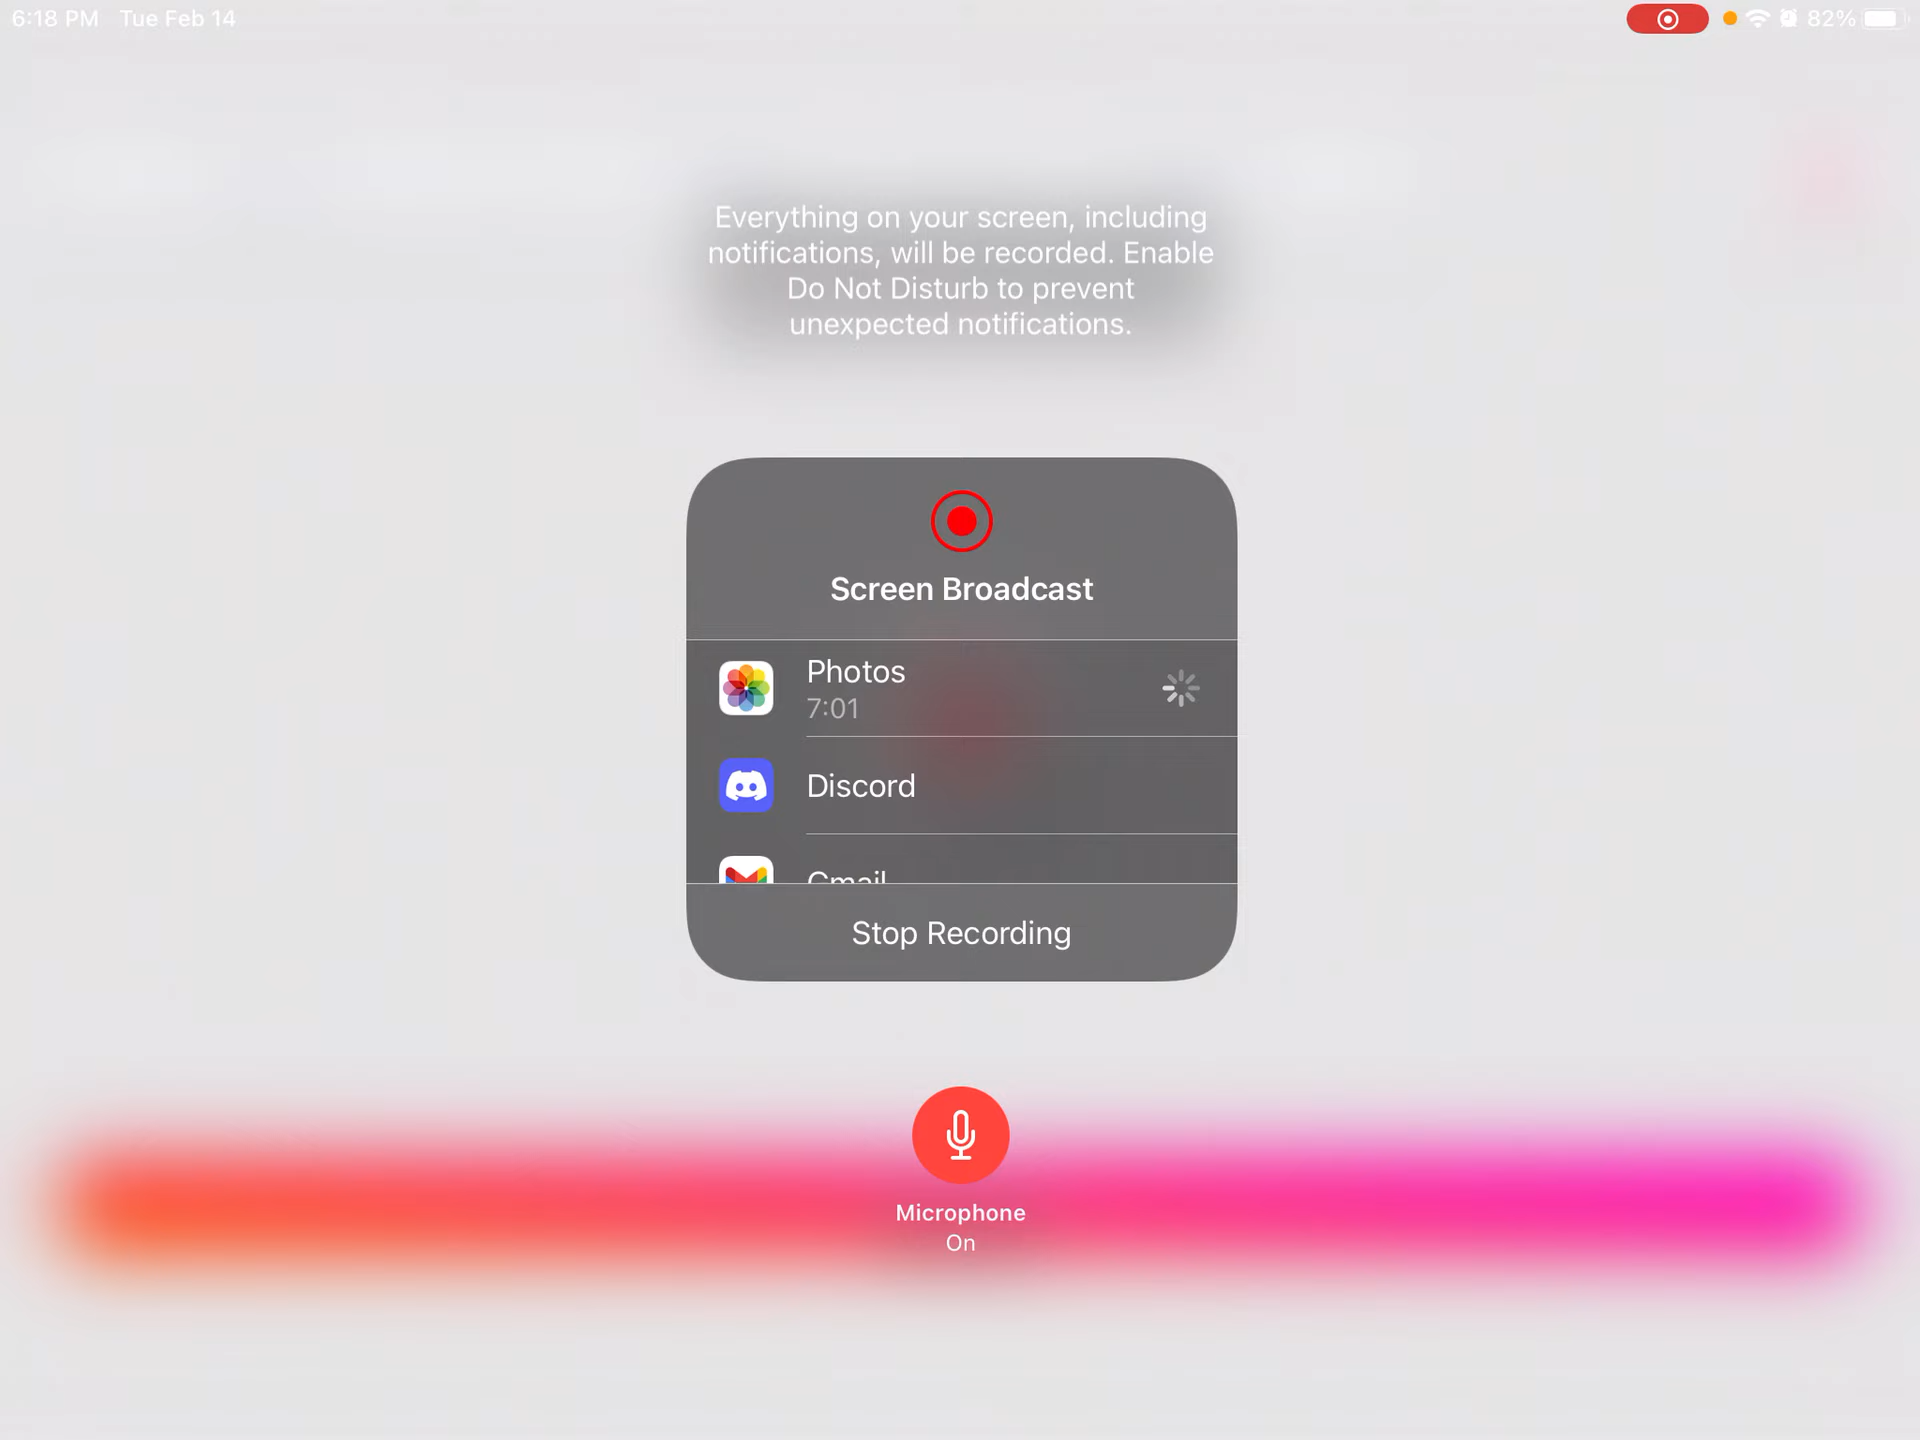 6:18 PM Tue Feb 14
82%
Everything on your screen, including
notifications, will be recorded. Enable
Do Not Disturb to prevent
unexpected notifications.
Screen Broadcast
Photos
7:01
Discord
Gmail
Stop Recording
Microphone
On